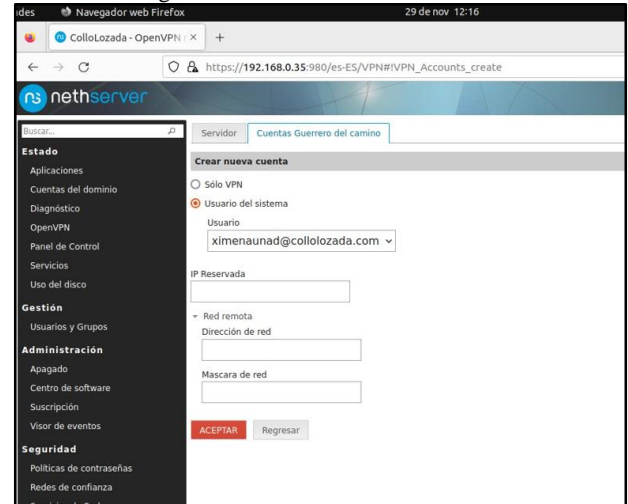 ides Navegador web Firefox 29 de nov 12:16
ColloLozada - OpenVPN
https://192.168.0.35:980/es-ES/VPN#!VPN_Accounts_create
ns nethserver
Buscar...
Servidor Cuentas Guerrero del camino
Estado
Aplicaciones
Cuentas del dominio
Diagnóstico
OpenVPN
Panel de Control
Servicios
Uso del disco
Gestión
Usuarios y Grupos
Administración
Apagado
Centro de software
Suscripción
Visor de eventos
Seguridad
Políticas de contraseñas
Redes de confianza
Crear nueva cuenta
Sólo VPN
Usuario del sistema
Usuario
ximenaunad@collolozada.com
IP Reservada
Red remota
Dirección de red
Mascara de red
ACEPTAR Regresar